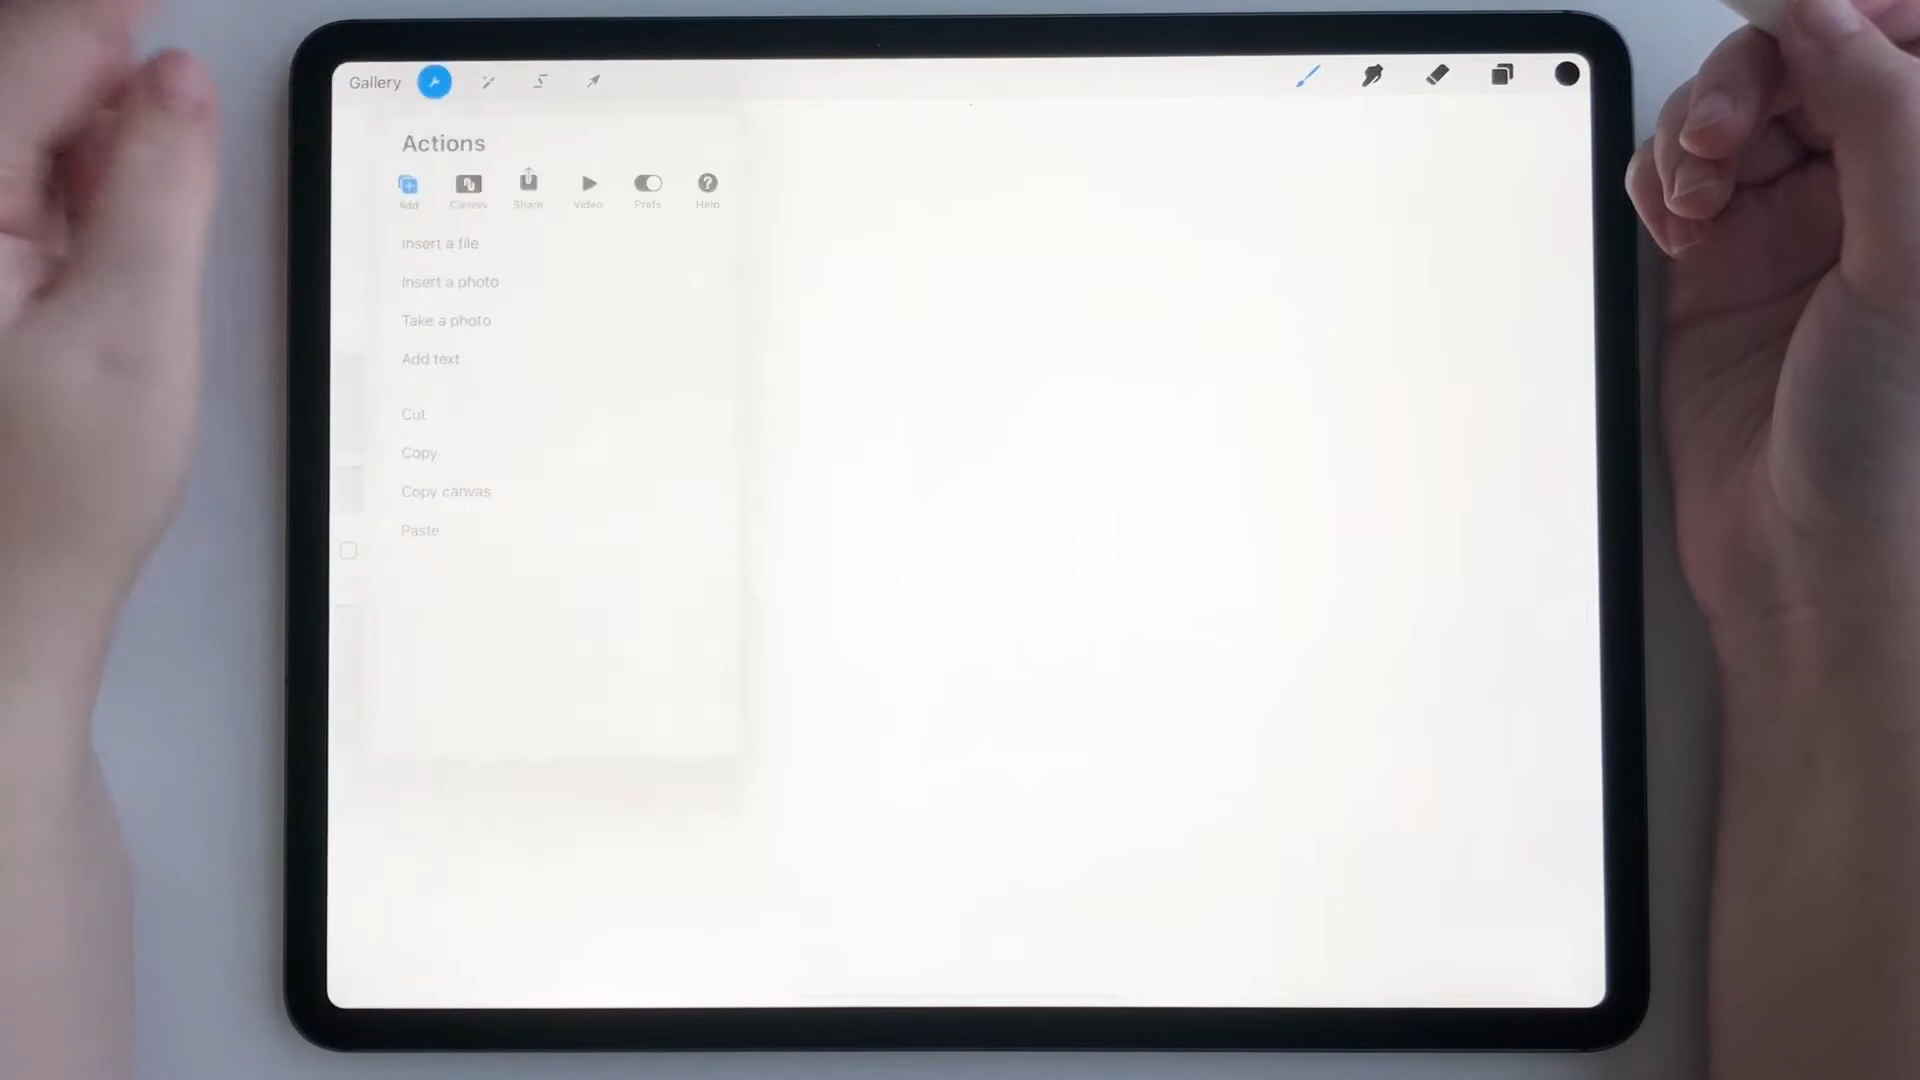 Gallery
Actions
Add Canvas Share Video Prefs Help
Insert a file
Insert a photo
Take a photo
Add text
Cut
Copy
Copy canvas
Paste